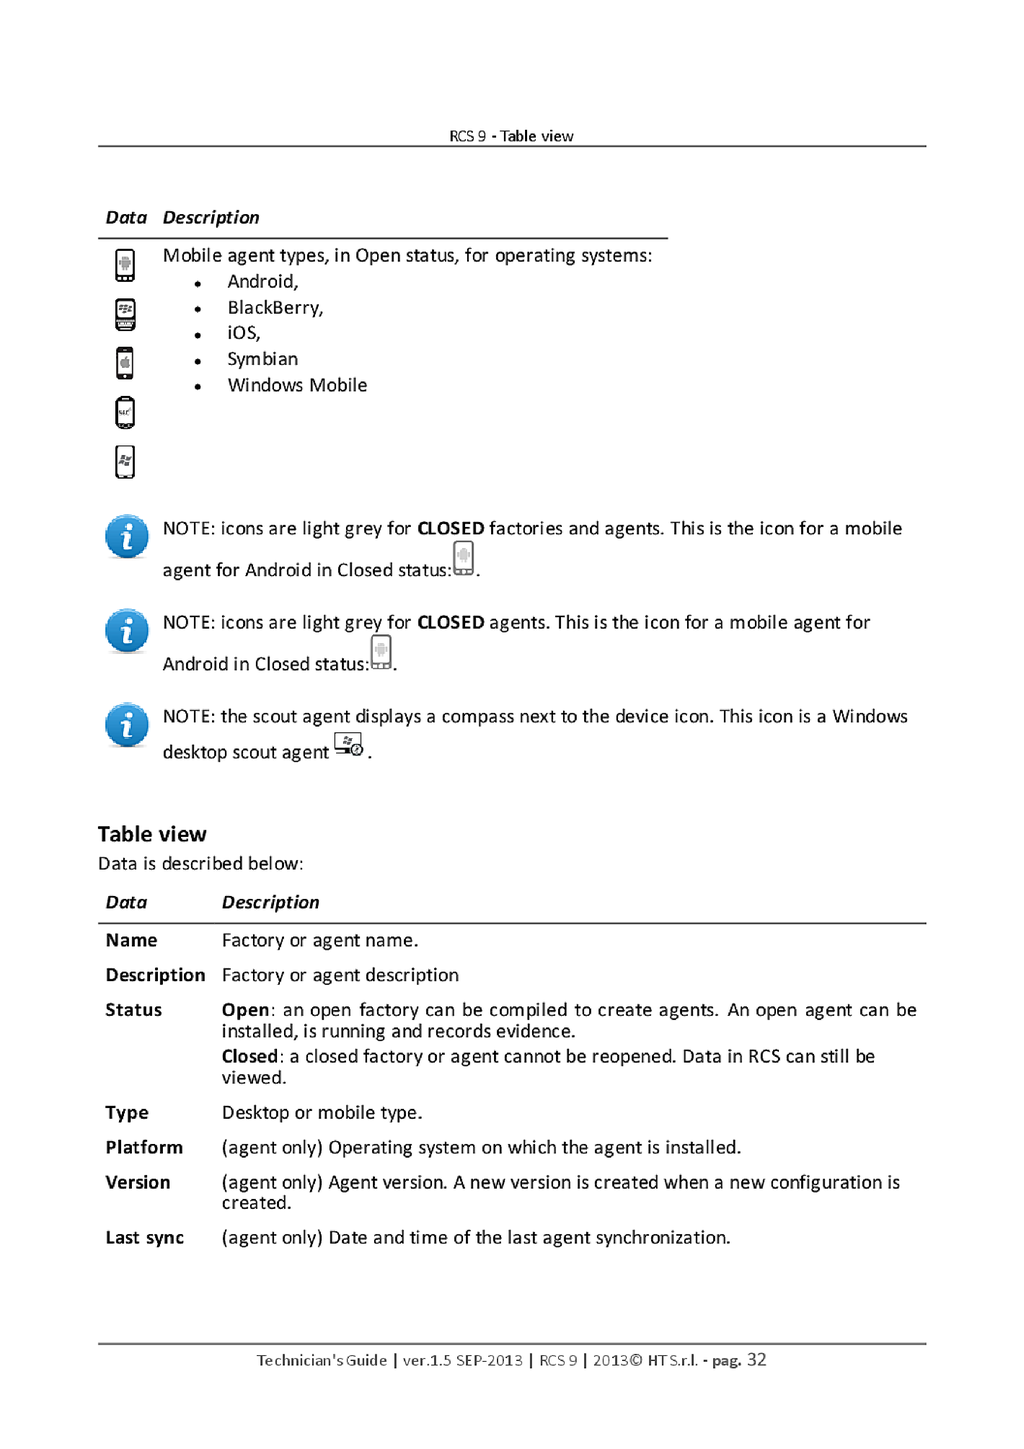 RCS 9 - Table view
Data Description
Mobile agent types, in Open status, for operating systems:
• Android,
• BlackBerry,
• iOS,
• Symbian
• Windows Mobile
NOTE: icons are light grey for CLOSED factories and agents. This is the icon for a mobile
agent for Android in Closed status: .
NOTE: icons are light grey for CLOSED agents. This is the icon for a mobile agent for
Android in Closed status: .
NOTE: the scout agent displays a compass next to the device icon. This icon is a Windows
desktop scout agent .
Table view
Data is described below:
Data Description
Name Factory or agent name.
Description Factory or agent description
Status Open: an open factory can be compiled to create agents. An open agent can be
installed, is running and records evidence.
Closed: a closed factory or agent cannot be reopened. Data in RCS can still be
viewed.
Type Desktop or mobile type.
Platform (agent only) Operating system on which the agent is installed.
Version (agent only) Agent version. A new version is created when a new configuration is
created.
Last sync (agent only) Date and time of the last agent synchronization.
Technician's Guide | ver.1.5 SEP-2013 | RCS 9 | 2013© HT S.r.l. - pag. 32